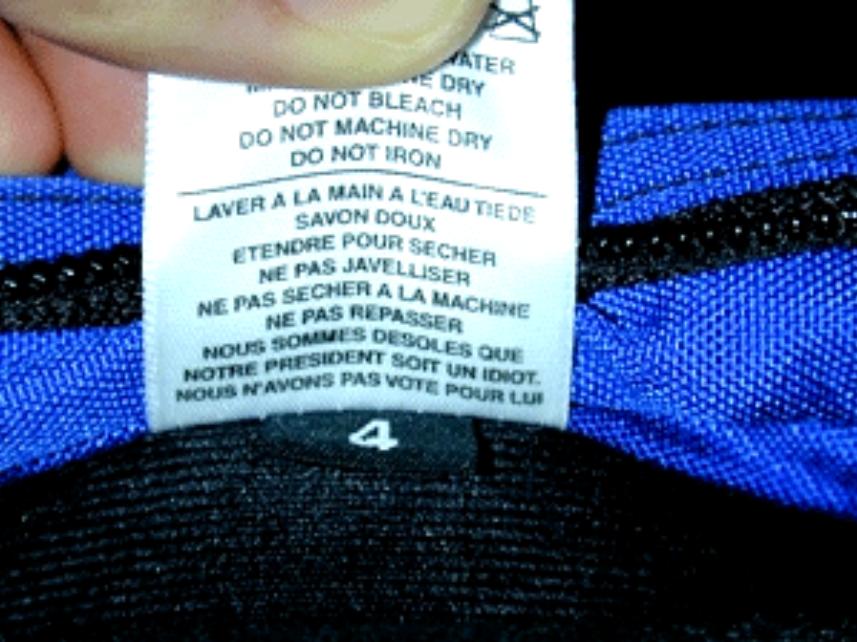 WATER
DRY
DO NOT BLEACH
DO NOT MACHINE DRY
DO NOT IRON
LAVER A LA MAIN A L'EAU TIEDE
SAVON DOUX
ETENDRE POUR SECHER
NE PAS JAVELLISER
NE PAS SECHER A LA MACHINE
NE PAS REPASSER
NOUS SOMMES DESOLES QUE
NOTRE PRESIDENT SOIT UN IDIOT.
NOUS N'AVONS PAS VOTE POUR LUI
4